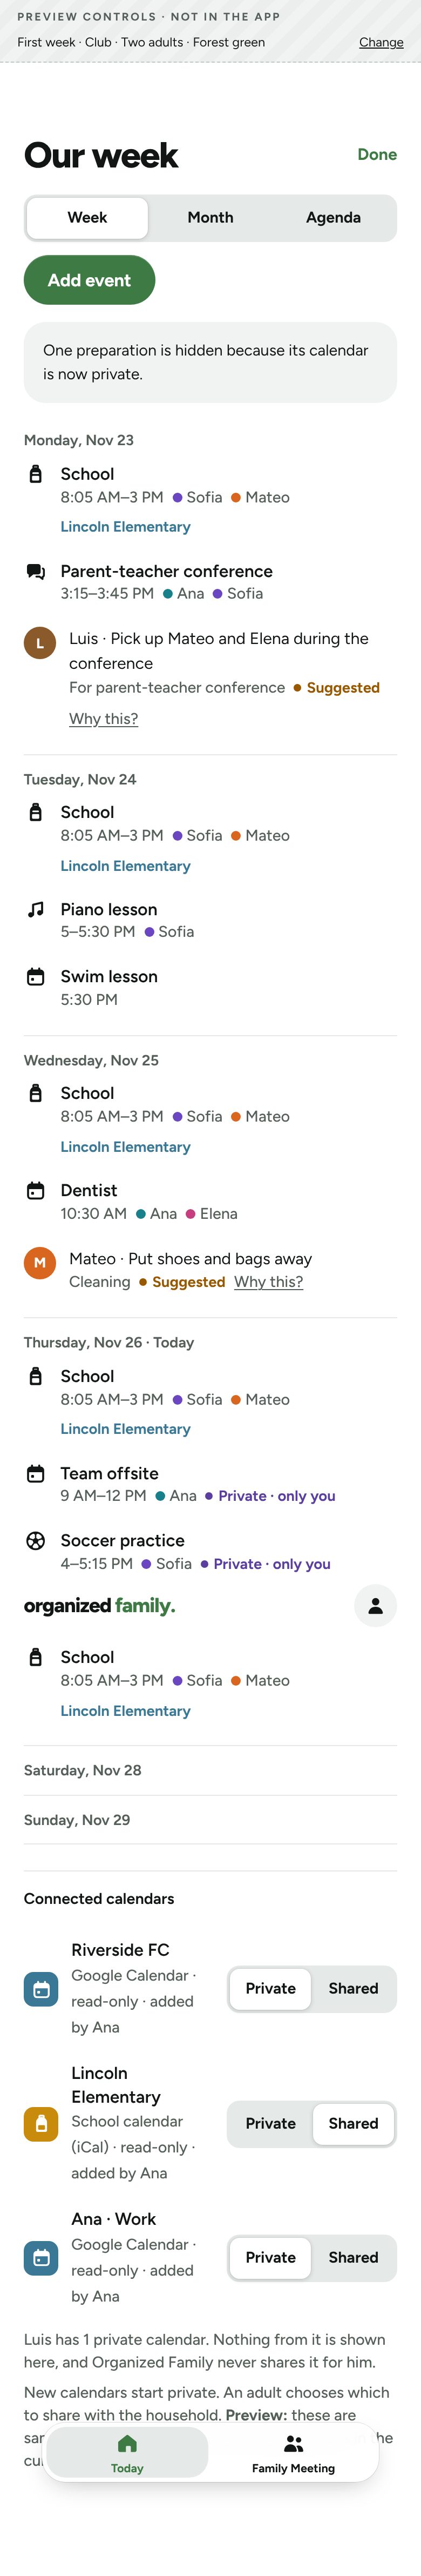 PREVIEW CONTROLS · NOT IN THE APP
First week · Club · Two adults · Forest green
Change
Our week
Done
Week
Month
Agenda
Add event
One preparation is hidden because its calendar
is now private.
Monday, Nov 23
School
8:05 AM–3 PM Sofia Mateo
Lincoln Elementary
Parent-teacher conference
3:15–3:45 PM Ana Sofia
L
Luis · Pick up Mateo and Elena during the
conference
For parent-teacher conference Suggested
Why this?
Tuesday, Nov 24
School
8:05 AM–3 PM Sofia Mateo
Lincoln Elementary
Piano lesson
5–5:30 PM Sofia
Swim lesson
5:30 PM
Wednesday, Nov 25
School
8:05 AM–3 PM Sofia Mateo
Lincoln Elementary
Dentist
10:30 AM Ana Elena
M
Mateo · Put shoes and bags away
Cleaning Suggested Why this?
Thursday, Nov 26 · Today
School
8:05 AM–3 PM Sofia Mateo
Lincoln Elementary
Team offsite
9 AM–12 PM Ana Private · only you
Soccer practice
4–5:15 PM Sofia Private · only you
organized family.
School
8:05 AM–3 PM Sofia Mateo
Lincoln Elementary
Saturday, Nov 28
Sunday, Nov 29
Connected calendars
Riverside FC
Google Calendar ·
read-only · added
by Ana
Private
Shared
Lincoln
Elementary
School calendar
(iCal) · read-only ·
added by Ana
Private
Shared
Ana · Work
Google Calendar ·
read-only · added
by Ana
Private
Shared
Luis has 1 private calendar. Nothing from it is shown
here, and Organized Family never shares it for him.
New calendars start private. An adult chooses which
to share with the household. Preview: these are
Today
Family Meeting